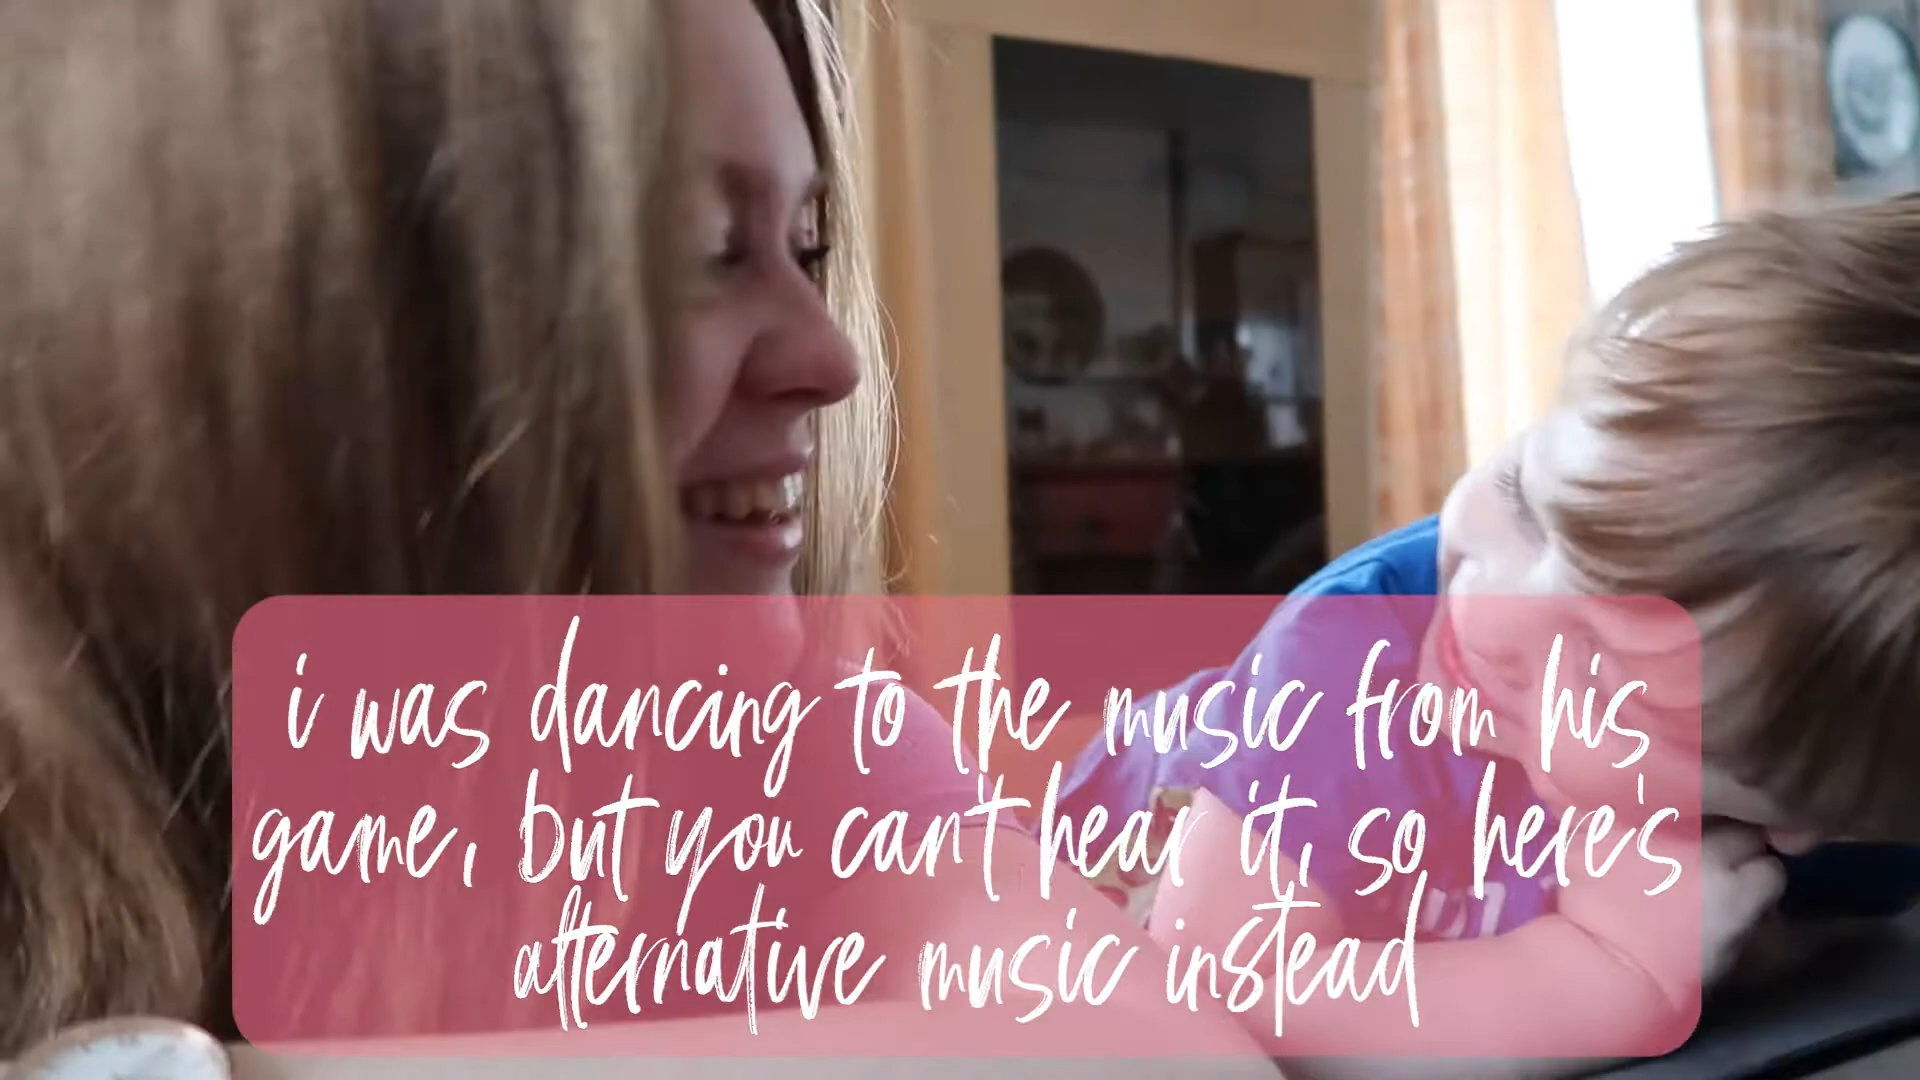 i was dancing to the music from his
game, but you can't hear it, so here's
alternative music instead